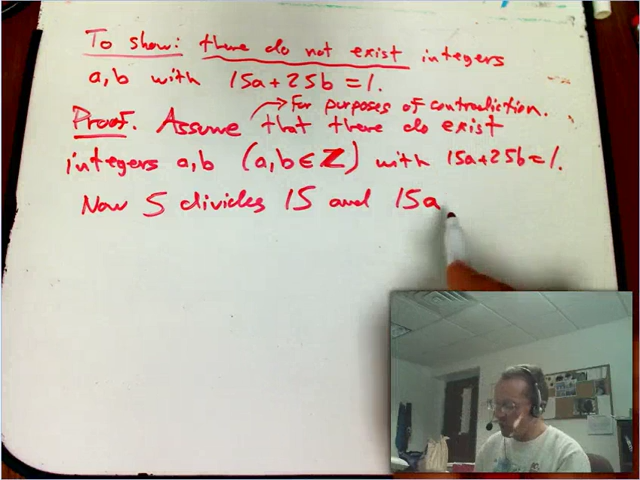 To show: there do not exist integers
a, b with 15a + 25b = 1.
For purposes of contradiction.
Proof. Assume that there do exist
integers a, b (a, b ∈ Z) with 15a + 25b = 1.
Now 5 divides 15 and 15a